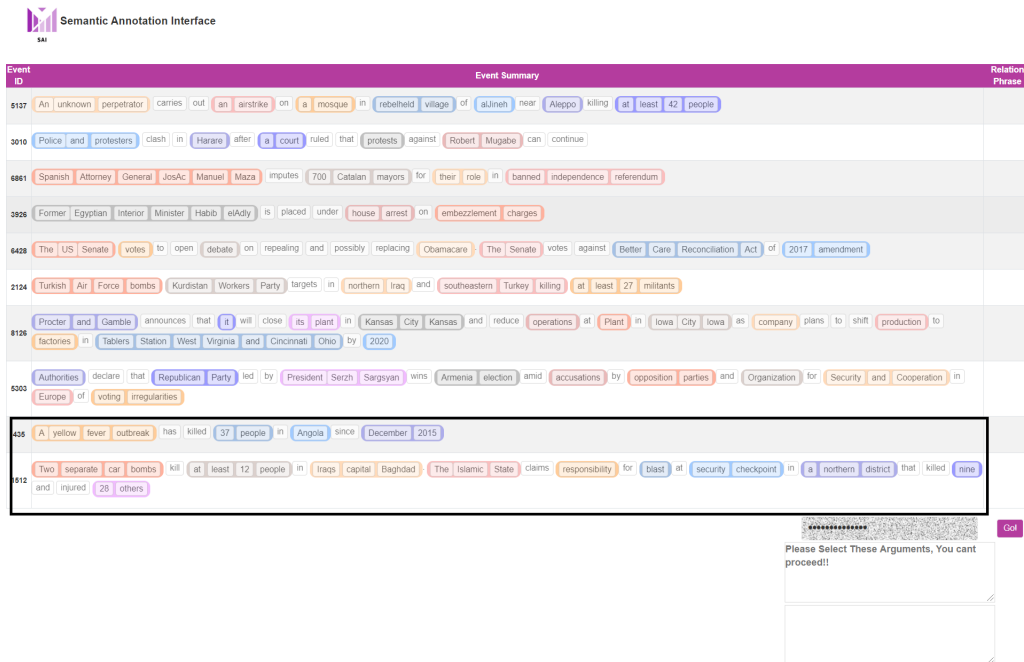 Semantic Annotation Interface
SAI
Event ID Event Summary Relation Phrase
5137 An unknown perpetrator carries out an airstrike on a mosque in rebelheld village of alJineh near Aleppo killing at least 42 people
3010 Police and protesters clash in Harare after a court ruled that protests against Robert Mugabe can continue
6861 Spanish Attorney General JosAc Manuel Maza imputes 700 Catalan mayors for their role in banned independence referendum
3926 Former Egyptian Interior Minister Habib elAdly is placed under house arrest on embezzlement charges
6428 The US Senate votes to open debate on repealing and possibly replacing Obamacare The Senate votes against Better Care Reconciliation Act of 2017 amendment
2124 Turkish Air Force bombs Kurdistan Workers Party targets in northern Iraq and southeastern Turkey killing at least 27 militants
8126 Procter and Gamble announces that it will close its plant in Kansas City Kansas and reduce operations at Plant in Iowa City Iowa as company plans to shift production to
factories in Tablers Station West Virginia and Cincinnati Ohio by 2020
5303 Authorities declare that Republican Party led by President Serzh Sargsyan wins Armenia election amid accusations by opposition parties and Organization for Security and Cooperation in
Europe of voting irregularities
435 A yellow fever outbreak has killed 37 people in Angola since December 2015
1512 Two separate car bombs kill at least 12 people in Iraqs capital Baghdad The Islamic State claims responsibility for blast at security checkpoint in a northern district that killed nine
and injured 28 others
Go!
Please Select These Arguments, You cant
proceed!!